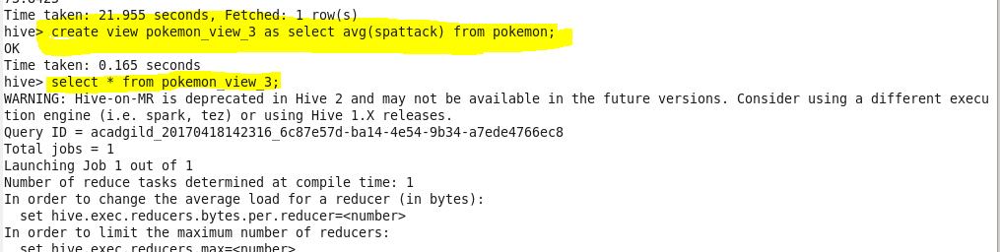 Time taken: 21.955 seconds, Fetched: 1 row(s)
hive> create view pokemon_view_3 as select avg(spattack) from pokemon;
OK
Time taken: 0.165 seconds
hive> select * from pokemon_view_3;
WARNING: Hive-on-MR is deprecated in Hive 2 and may not be available in the future versions. Consider using a different execu
tion engine (i.e. spark, tez) or using Hive 1.X releases.
Query ID = acadgild_20170418142316_6c87e57d-ba14-4e54-9b34-a7ede4766ec8
Total jobs = 1
Launching Job 1 out of 1
Number of reduce tasks determined at compile time: 1
In order to change the average load for a reducer (in bytes):
  set hive.exec.reducers.bytes.per.reducer=<number>
In order to limit the maximum number of reducers:
  set hive.exec.reducers.max=<number>